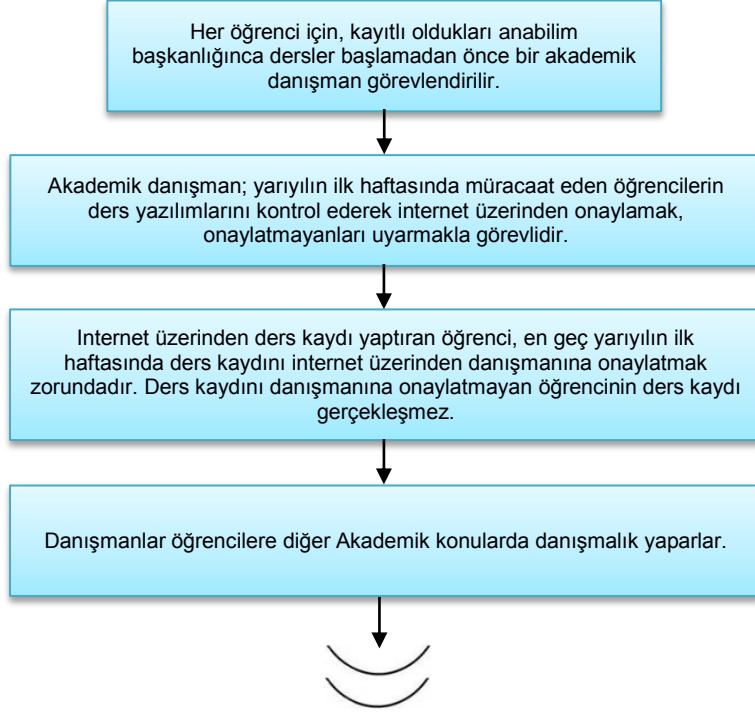 Her öğrenci için, kayıtlı oldukları anabilim
başkanlığınca dersler başlamadan önce bir akademik
danışman görevlendirilir.
Akademik danışman; yarıyılın ilk haftasında müracaat eden öğrencilerin
ders yazılımlarını kontrol ederek internet üzerinden onaylamak,
onaylatmayanları uyarmakla görevlidir.
Internet üzerinden ders kaydı yaptıran öğrenci, en geç yarıyılın ilk
haftasında ders kaydını internet üzerinden danışmanına onaylatmak
zorundadır. Ders kaydını danışmanına onaylatmayan öğrencinin ders kaydı
gerçekleşmez.
Danışmanlar öğrencilere diğer Akademik konularda danışmalık yaparlar.